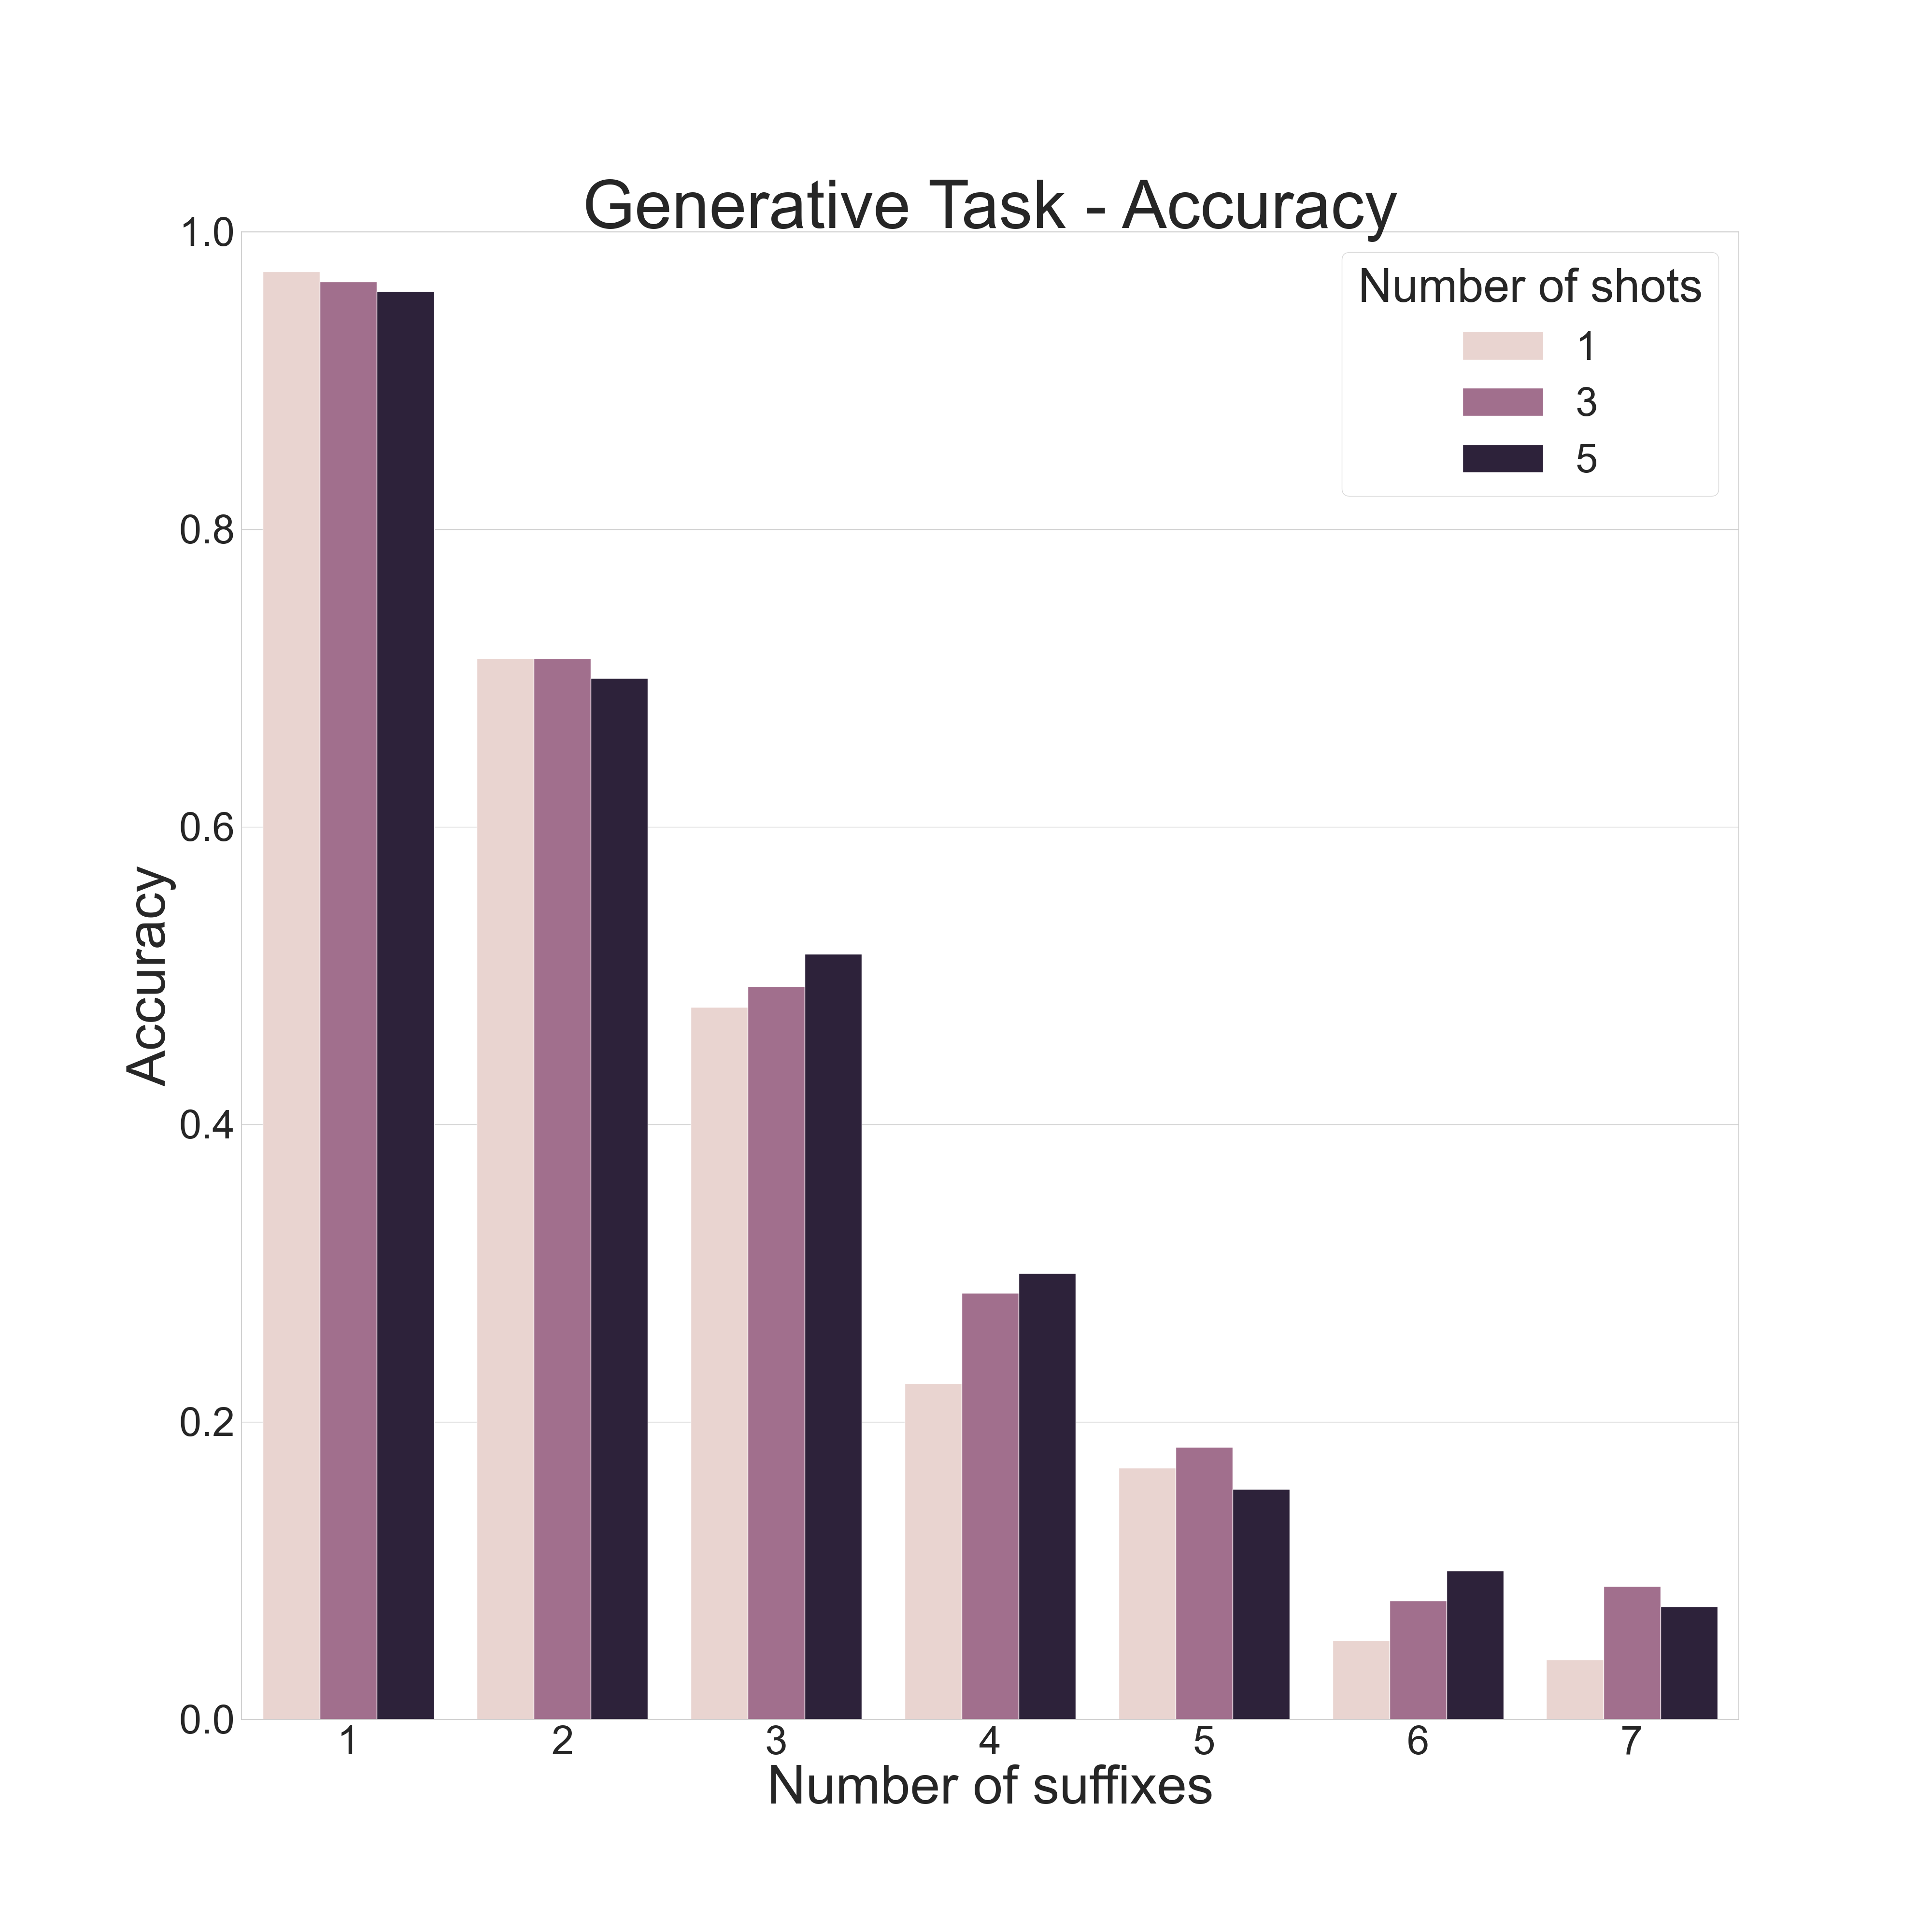 Generative Task - Accuracy
1.0
0.8
0.6
0.4
0.2
0.0
Accuracy
Number of shots
1
3
5
1 2 3 4 5 6 7
Number of suffixes